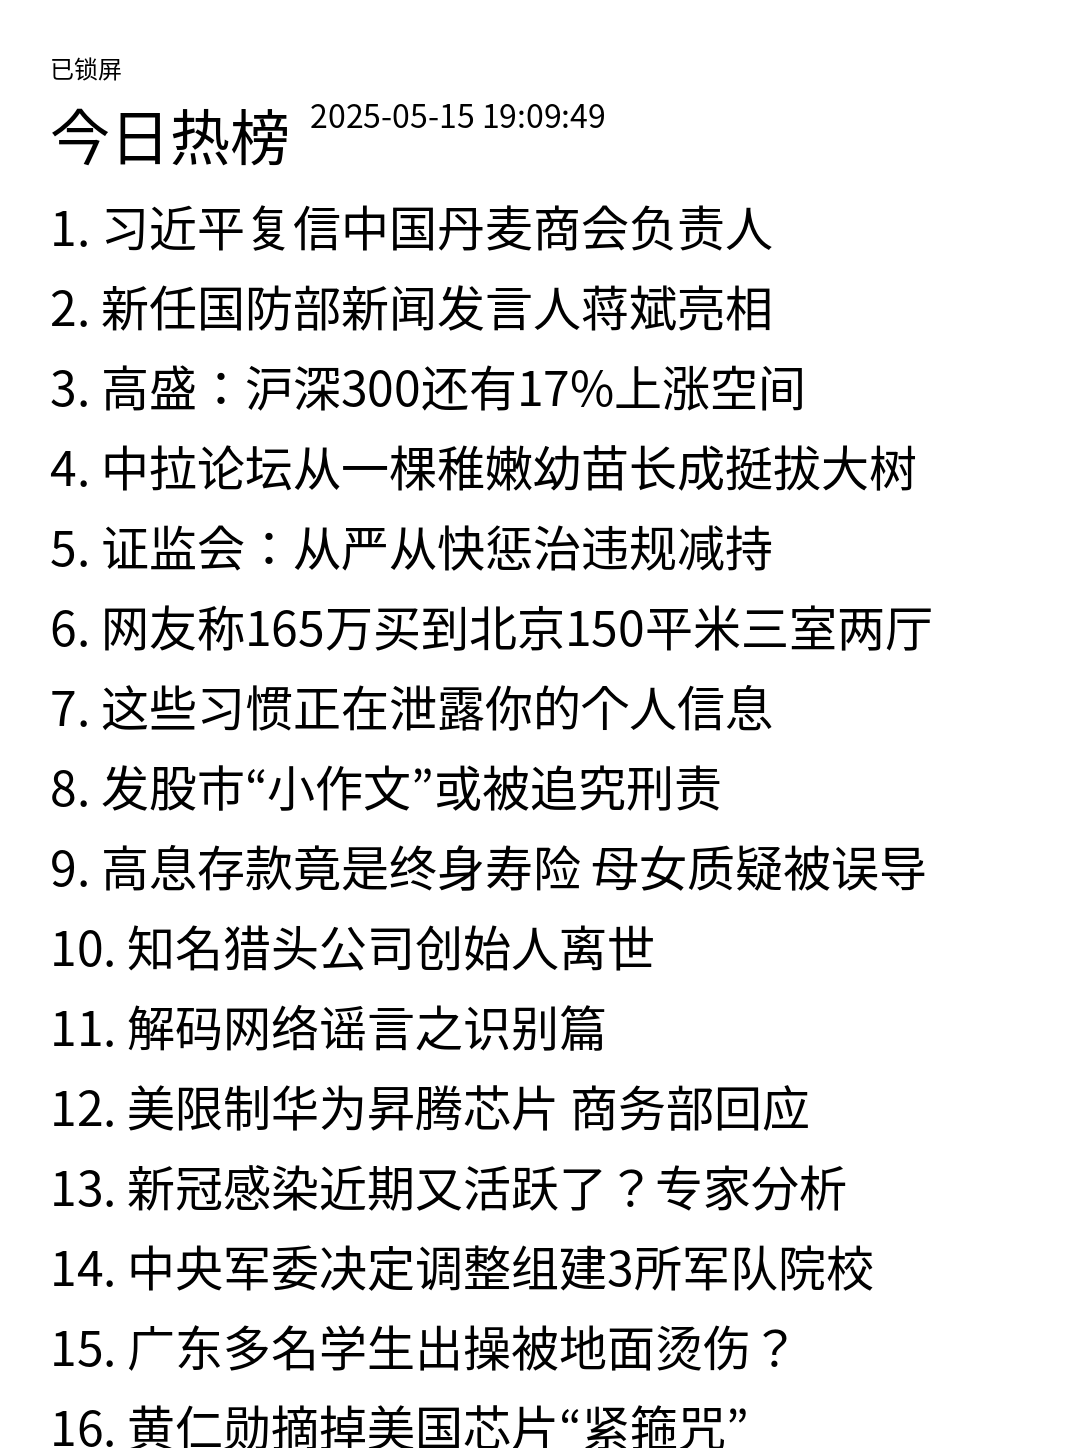 已锁屏
今日热榜 2025-05-15 19:09:49
1. 习近平复信中国丹麦商会负责人
2. 新任国防部新闻发言人蒋斌亮相
3. 高盛：沪深300还有17%上涨空间
4. 中拉论坛从一棵稚嫩幼苗长成挺拔大树
5. 证监会：从严从快惩治违规减持
6. 网友称165万买到北京150平米三室两厅
7. 这些习惯正在泄露你的个人信息
8. 发股市“小作文”或被追究刑责
9. 高息存款竟是终身寿险 母女质疑被误导
10. 知名猎头公司创始人离世
11. 解码网络谣言之识别篇
12. 美限制华为昇腾芯片 商务部回应
13. 新冠感染近期又活跃了？专家分析
14. 中央军委决定调整组建3所军队院校
15. 广东多名学生出操被地面烫伤？
16. 黄仁勋摘掉美国芯片“紧箍咒”